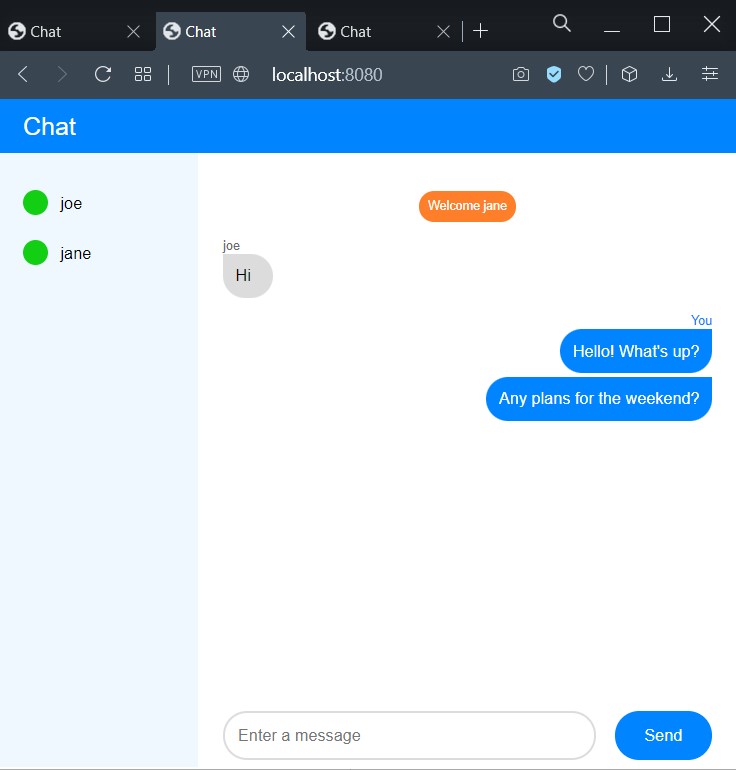 Chat
Chat
Chat
VPN
localhost:8080
Chat
joe
jane
Welcome jane
joe
Hi
You
Hello! What's up?
Any plans for the weekend?
Enter a message
Send